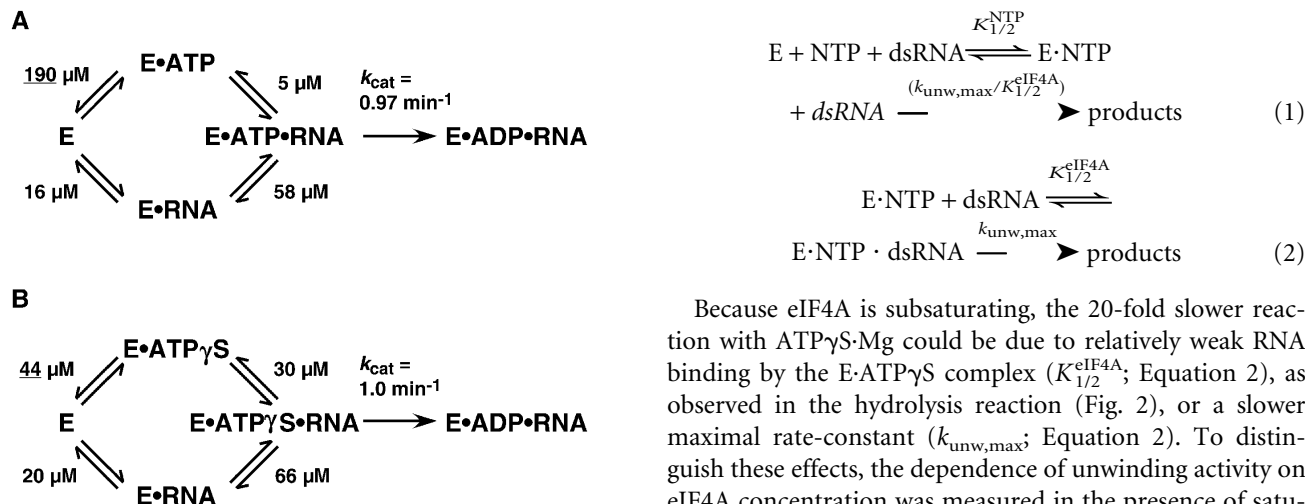 A
E•ATP
190 µM
5 µM
kcat =
0.97 min-1
E
E•ATP•RNA
E•ADP•RNA
16 µM
58 µM
E•RNA
B
E•ATPγS
44 µM
30 µM
kcat =
1.0 min-1
E
E•ATPγS•RNA
E•ADP•RNA
20 µM
66 µM
E•RNA
K1/2NTP
E + NTP + dsRNA ⇌ E·NTP
(kunw,max/K1/2eIF4A)
+ dsRNA — ➤ products (1)
K1/2eIF4A
E·NTP + dsRNA ⇌
kunw,max
E·NTP · dsRNA — ➤ products (2)
Because eIF4A is subsaturating, the 20-fold slower reac-
tion with ATPγS·Mg could be due to relatively weak RNA
binding by the E·ATPγS complex (K1/2eIF4A; Equation 2), as
observed in the hydrolysis reaction (Fig. 2), or a slower
maximal rate-constant (kunw,max; Equation 2). To distin-
guish these effects, the dependence of unwinding activity on
eIF4A concentration was measured in the presence of satu-